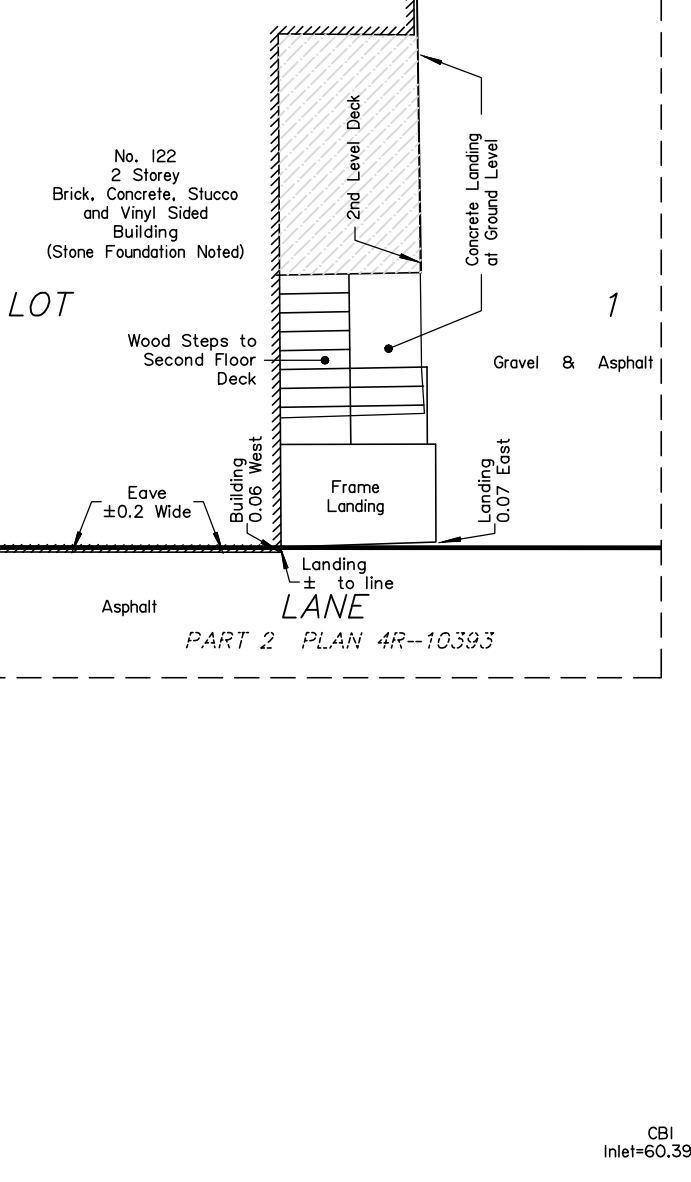 2nd Level Deck
Concrete Landing
at Ground Level
No. 122
2 Storey
Brick, Concrete, Stucco
and Vinyl Sided
Building
(Stone Foundation Noted)
LOT
1
Wood Steps to
Second Floor
Deck
Gravel & Asphalt
Building
0.06 West
Landing
0.07 East
Eave
±0.2 Wide
Frame
Landing
Landing
± to line
Asphalt
LANE
PART 2 PLAN 4R--10393
CBI
Inlet=60.39